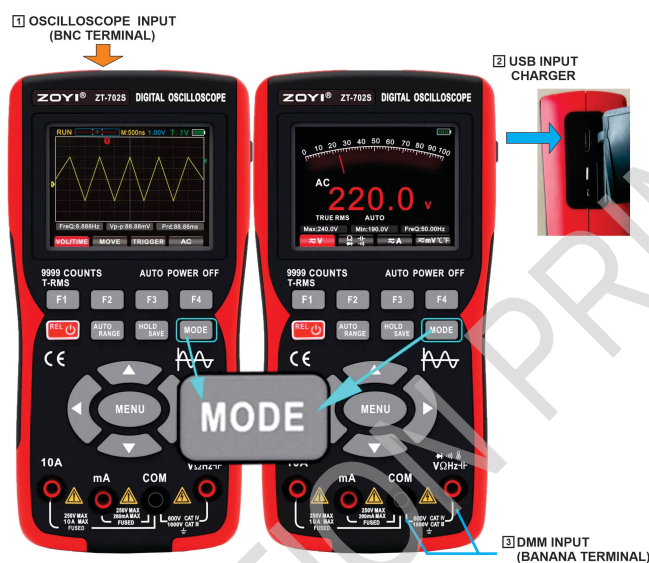 1 OSCILLOSCOPE INPUT
(BNC TERMINAL)
2 USB INPUT
CHARGER
ZOYI® ZT-702S DIGITAL OSCILLOSCOPE
RUN M:500ns 1.00V T: 1V
FreQ:8.888Hz Vp-p:88.88mV Prd:88.88ms
VOL/TIME MOVE TRIGGER AC
9999 COUNTS AUTO POWER OFF
T-RMS
F1 F2 F3 F4
REL AUTO RANGE HOLD SAVE MODE
CE
MENU
10A
mA COM VΩHz
250V MAX
10A MAX
FUSED
250V MAX
200mA MAX
FUSED
600V CAT IV
1000V CAT III
ZOYI® ZT-702S DIGITAL OSCILLOSCOPE
0 10 20 30 40 50 60 70 80 90 100
AC
220.0 V
TRUE RMS AUTO
Max:240.0V Min:190.0V FreQ:50.00Hz
V Ω A mV°C°F
9999 COUNTS AUTO POWER OFF
T-RMS
F1 F2 F3 F4
REL AUTO RANGE HOLD SAVE MODE
CE
MENU
MODE
10A
mA COM VΩHz
250V MAX
10A MAX
FUSED
250V MAX
200mA MAX
FUSED
600V CAT IV
1000V CAT III
3 DMM INPUT
(BANANA TERMINAL)